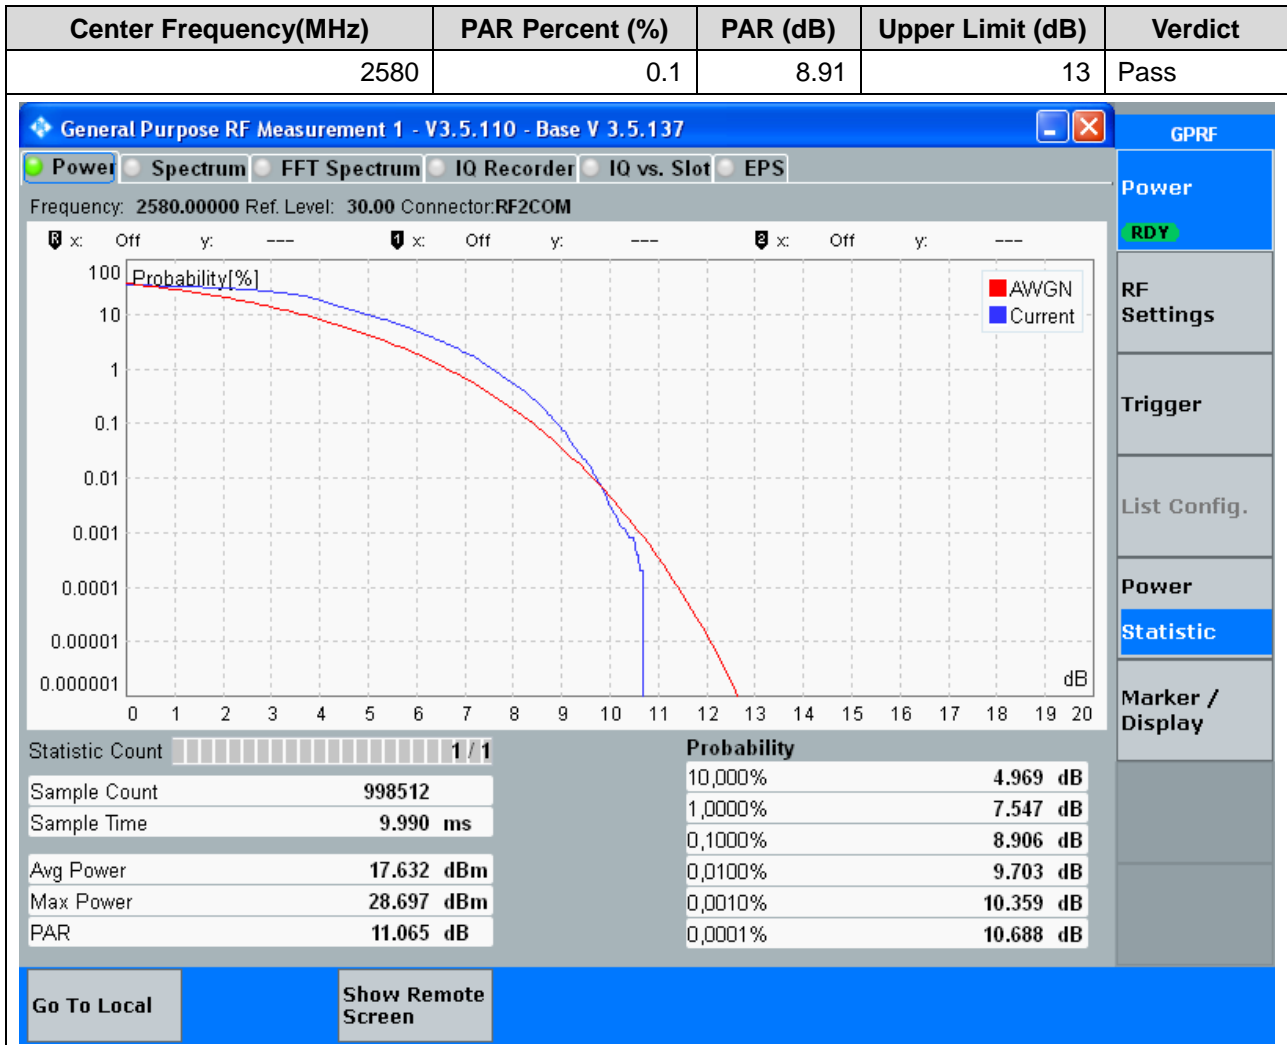 Center Frequency(MHz) PAR Percent (%) PAR (dB) Upper Limit (dB) Verdict
2580 0.1 8.91 13 Pass
General Purpose RF Measurement 1 - V3.5.110 - Base V 3.5.137
GPRF
Power Spectrum FFT Spectrum IQ Recorder IQ vs. Slot EPS
Power
RDY
Frequency: 2580.00000 Ref. Level: 30.00 Connector:RF2COM
R x: Off y: --- 1 x: Off y: --- 2 x: Off y: ---
Probability[%]
AWGN
Current
100
10
1
0.1
0.01
0.001
0.0001
0.00001
0.000001
dB
0 1 2 3 4 5 6 7 8 9 10 11 12 13 14 15 16 17 18 19 20
RF
Settings
Trigger
List Config.
Power
Statistic
Marker /
Display
Statistic Count 1 / 1
Sample Count 998512
Sample Time 9.990 ms
Avg Power 17.632 dBm
Max Power 28.697 dBm
PAR 11.065 dB
Probability
10,000% 4.969 dB
1,0000% 7.547 dB
0,1000% 8.906 dB
0,0100% 9.703 dB
0,0010% 10.359 dB
0,0001% 10.688 dB
Go To Local
Show Remote
Screen